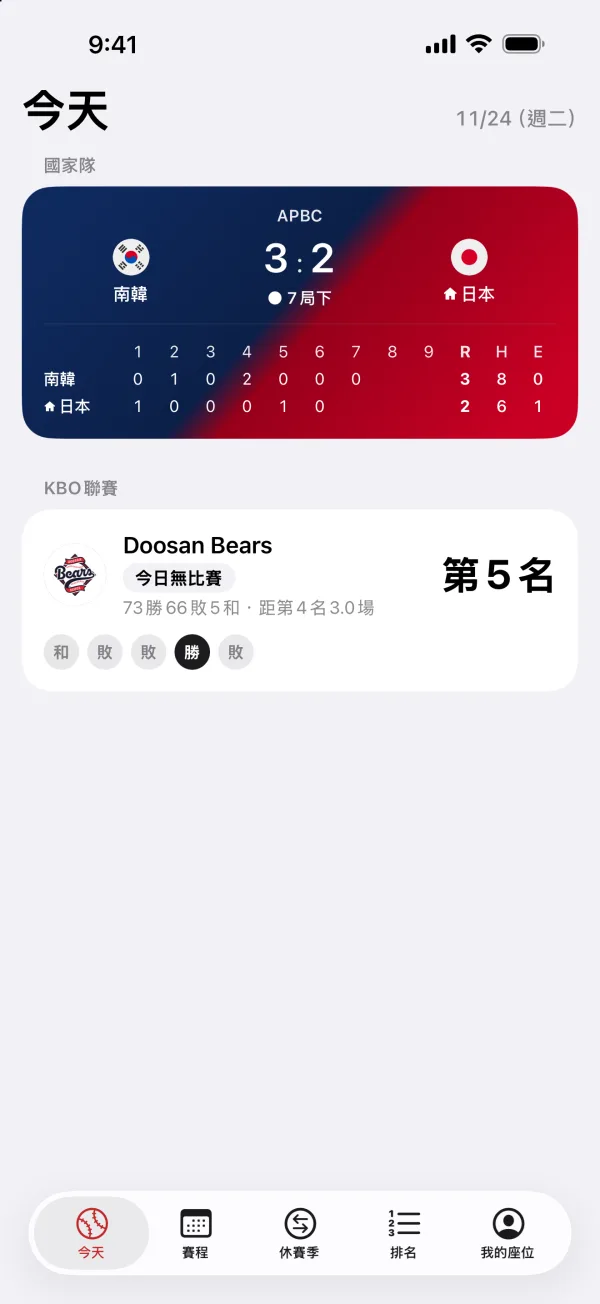 9:41
今天
11/24（週二）
國家隊
APBC
3 : 2
南韓
日本
7局下
1 2 3 4 5 6 7 8 9 R H E
南韓 0 1 0 2 0 0 0 3 8 0
日本 1 0 0 0 1 0 2 6 1
KBO聯賽
Bears
Doosan Bears
今日無比賽
73勝66敗5和 · 距第4名3.0場
第5名
和 敗 敗 勝 敗
今天 賽程 休賽季 排名 我的座位